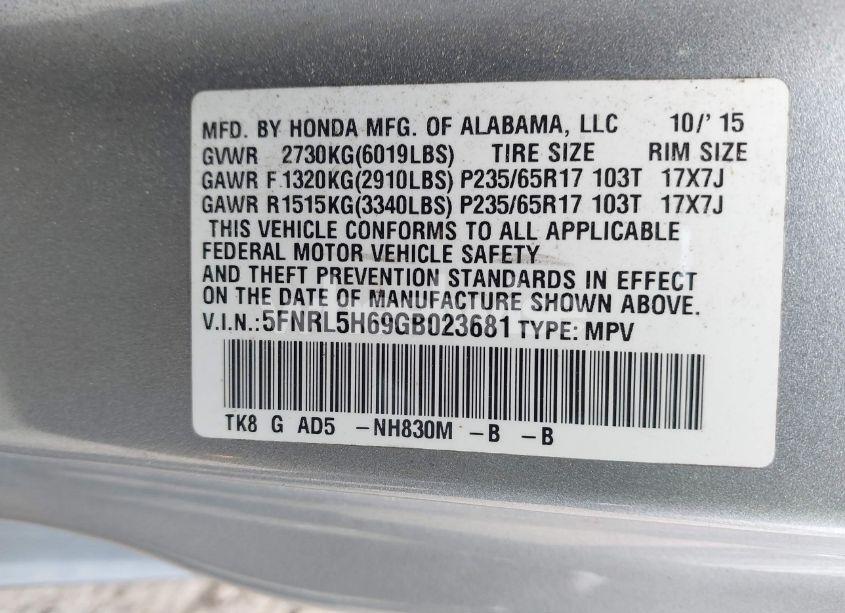 MFD. BY HONDA MFG. OF ALABAMA, LLC 10/'15
GVWR 2730KG(6019LBS) TIRE SIZE RIM SIZE
GAWR F 1320KG(2910LBS) P235/65R17 103T 17X7J
GAWR R1515KG(3340LBS) P235/65R17 103T 17X7J
THIS VEHICLE CONFORMS TO ALL APPLICABLE
FEDERAL MOTOR VEHICLE SAFETY
AND THEFT PREVENTION STANDARDS IN EFFECT
ON THE DATE OF MANUFACTURE SHOWN ABOVE.
V.I.N.:5FNRL5H69GB023681 TYPE: MPV
TK8 G AD5 -NH830M -B -B